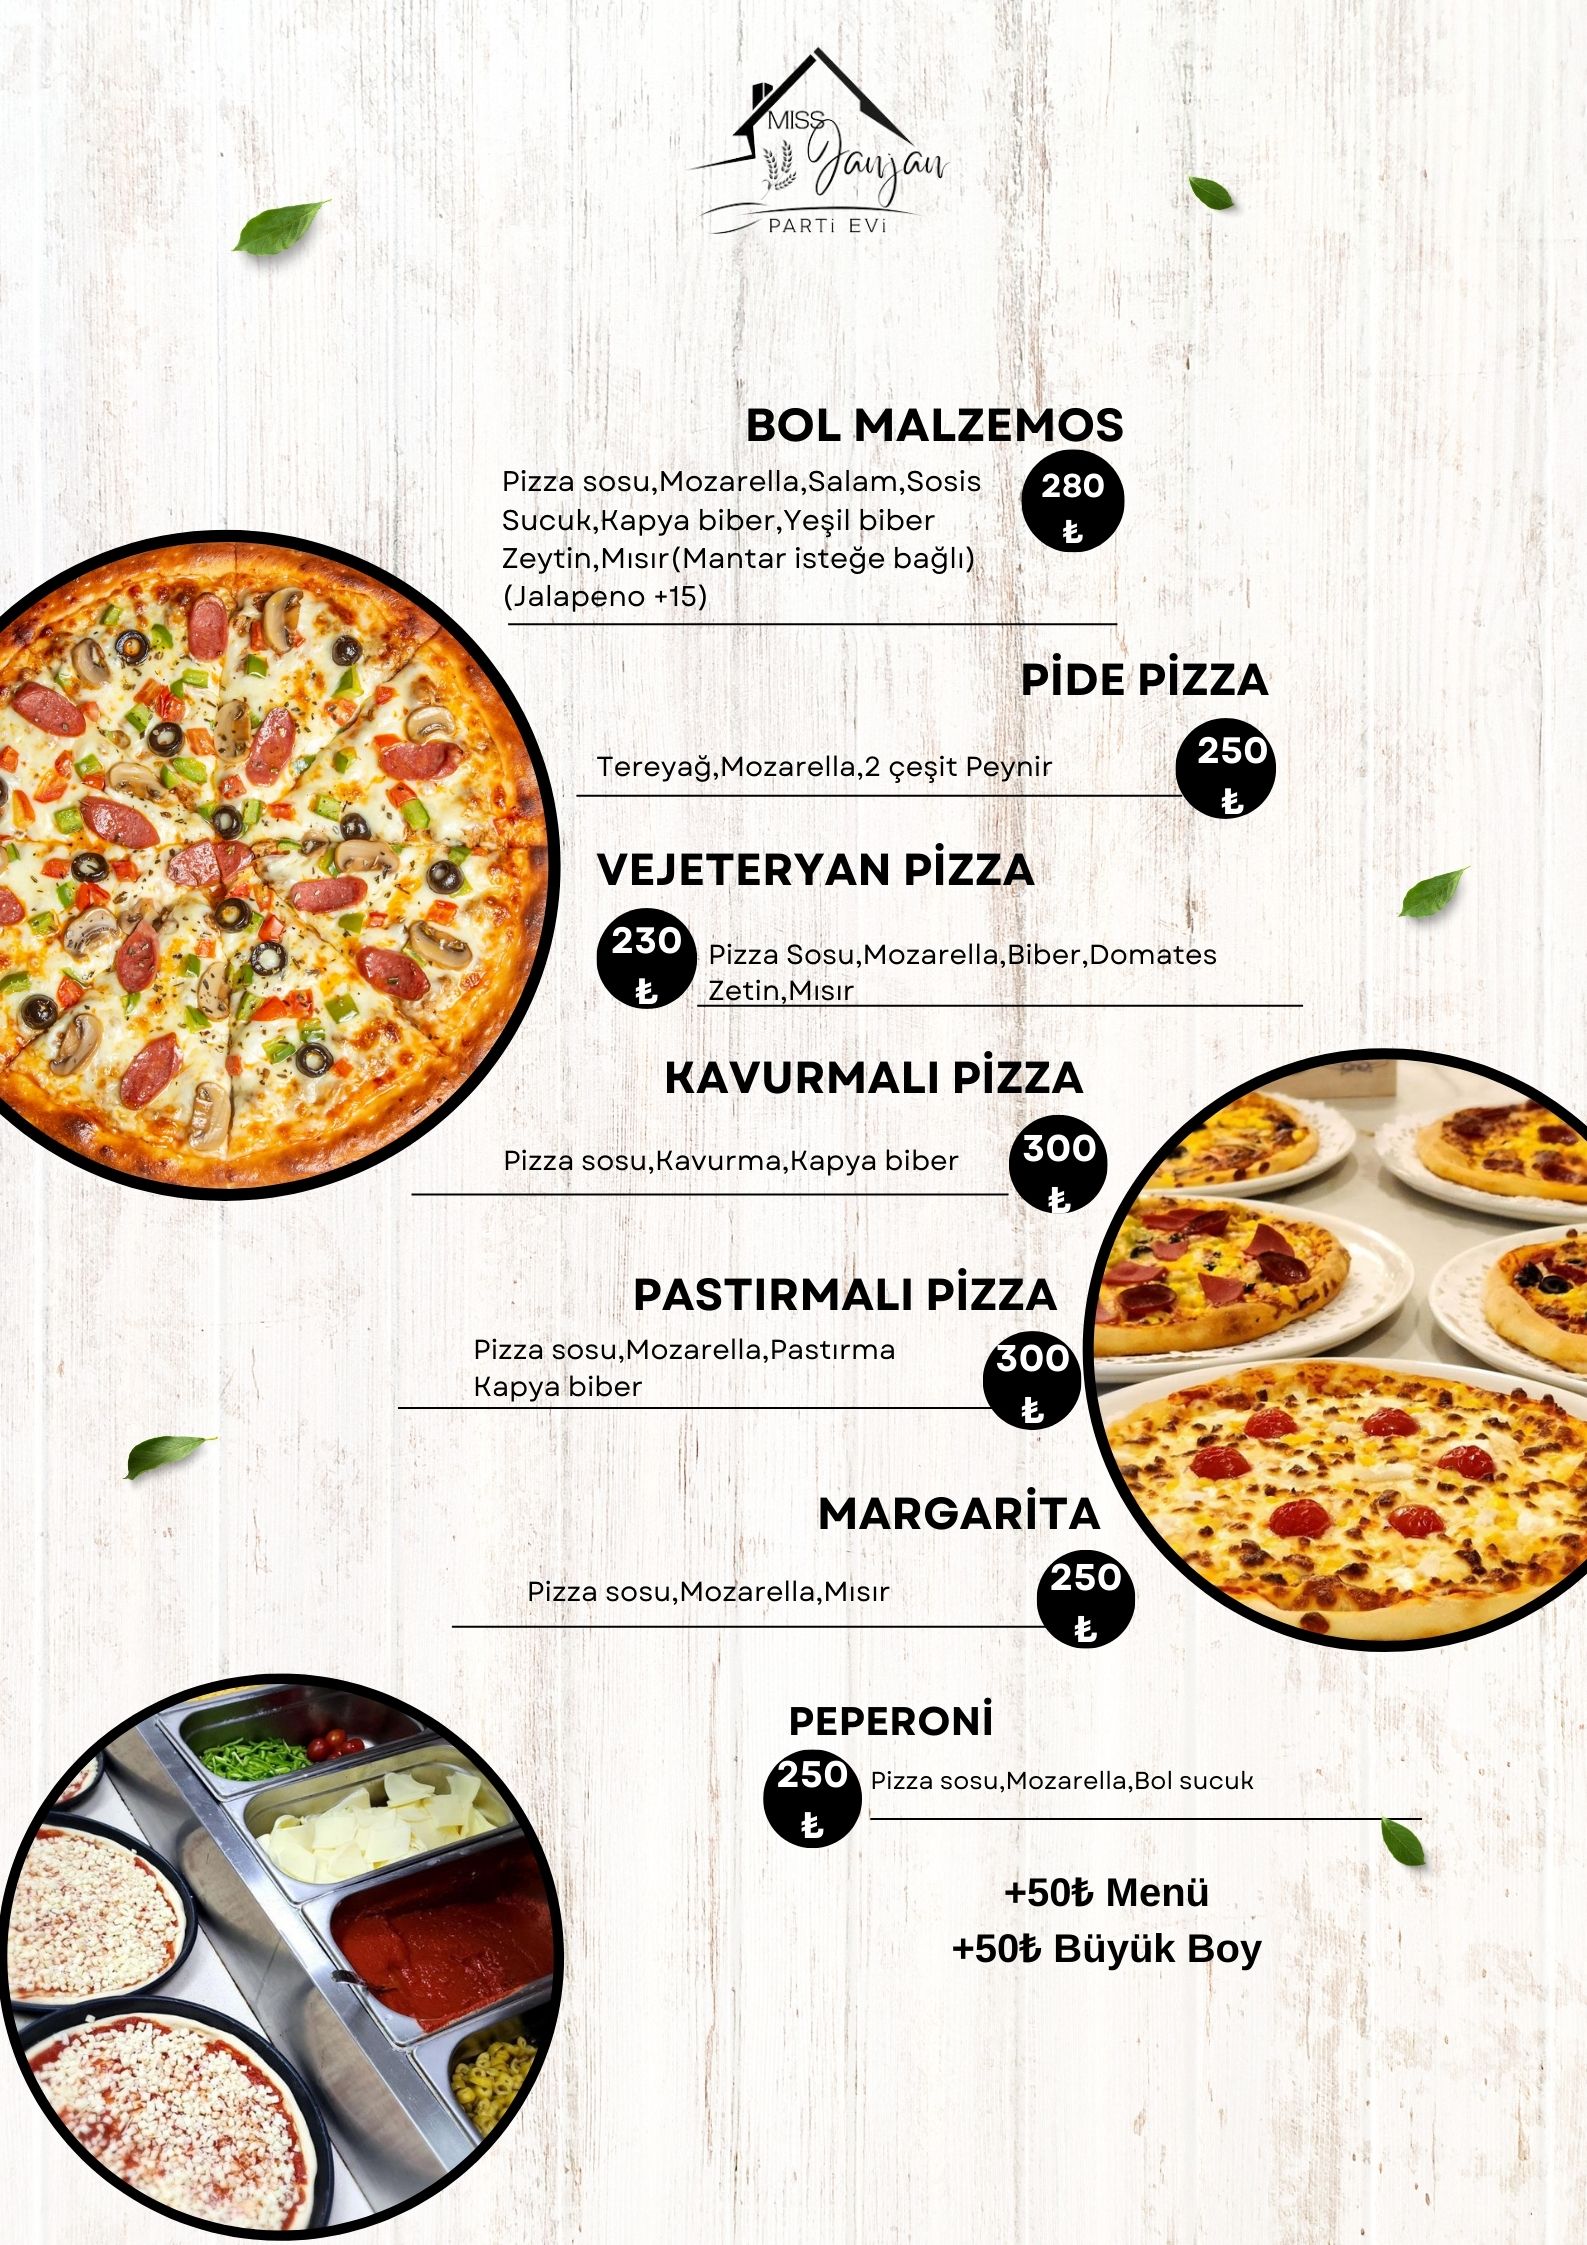 MISS
Janjan
PARTi EVi
BOL MALZEMOS
Pizza sosu,Mozarella,Salam,Sosis
Sucuk,Kapya biber,Yeşil biber
Zeytin,Mısır(Mantar isteğe bağlı)
(Jalapeno +15)
280
₺
PİDE PİZZA
Tereyağ,Mozarella,2 çeşit Peynir
250
₺
VEJETERYAN PİZZA
230
₺
Pizza Sosu,Mozarella,Biber,Domates
Zetin,Mısır
KAVURMALI PİZZA
Pizza sosu,Kavurma,Kapya biber
300
₺
PASTIRMALI PİZZA
Pizza sosu,Mozarella,Pastırma
Kapya biber
300
₺
MARGARİTA
Pizza sosu,Mozarella,Mısır
250
₺
PEPERONİ
250
₺
Pizza sosu,Mozarella,Bol sucuk
+50₺ Menü
+50₺ Büyük Boy